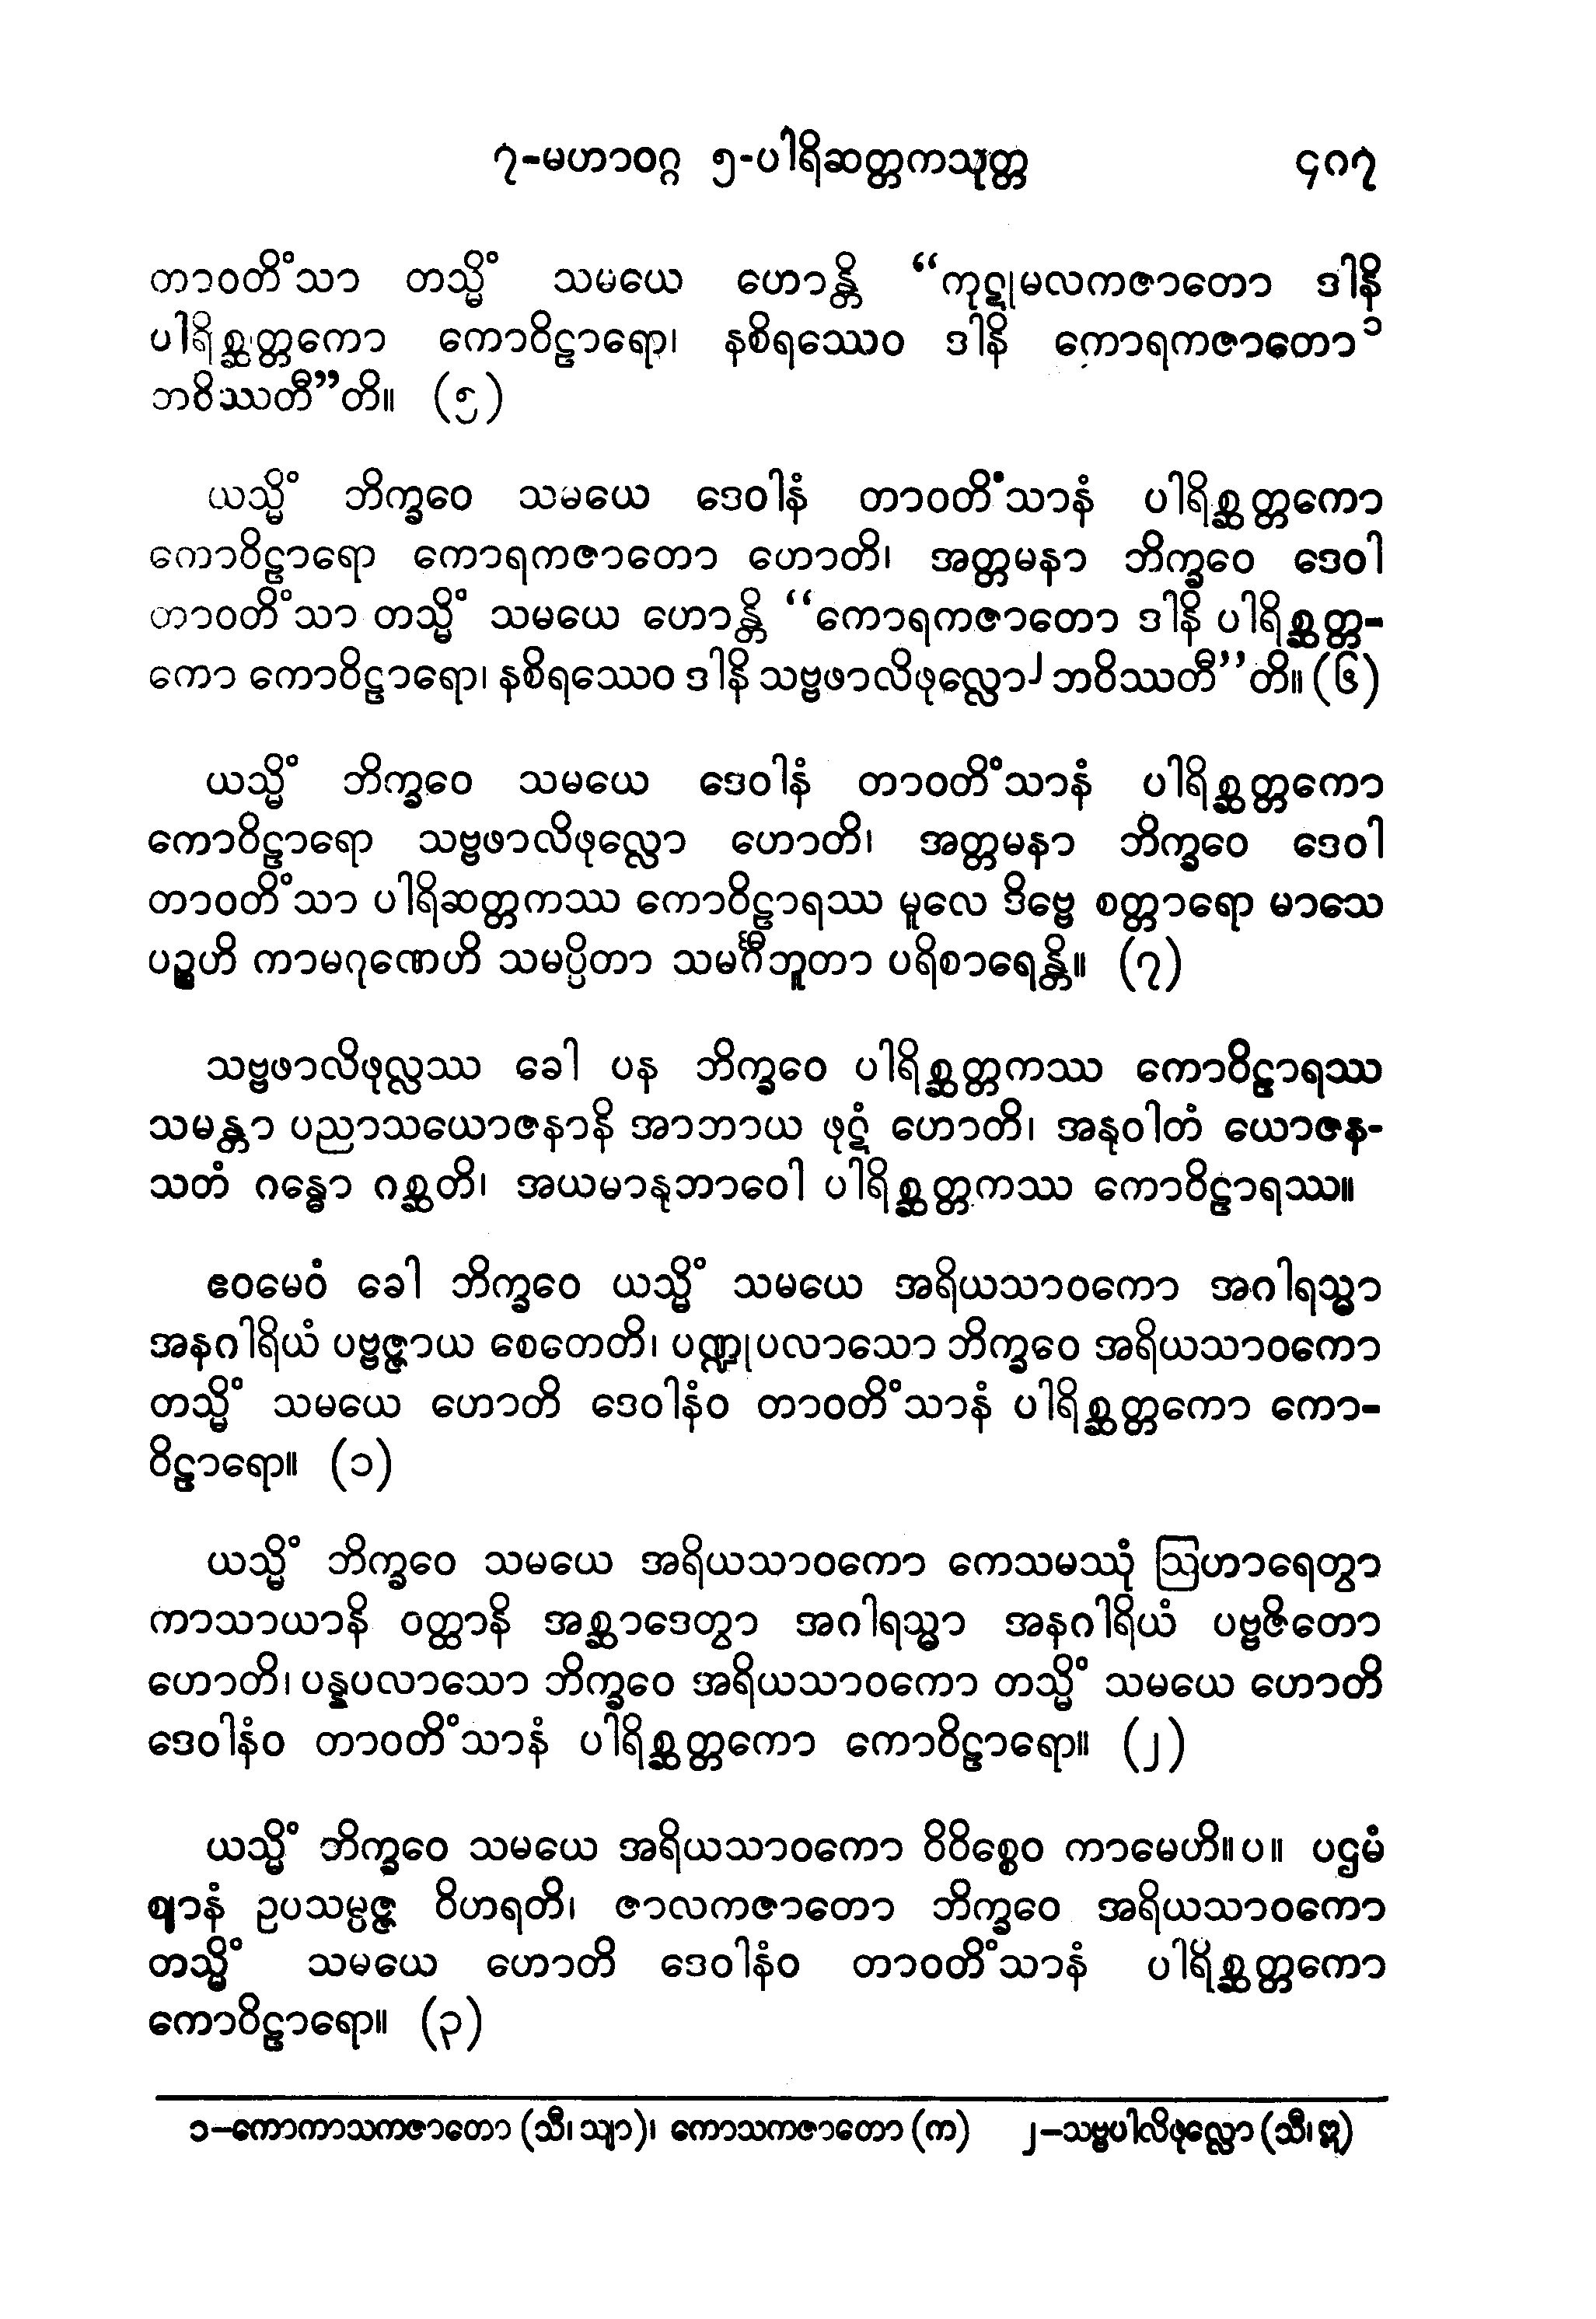 ၇-မဟာဝဂ္ဂ ၅-ပါရိဆတ္တကသုတ္တ ၄၈၇
တာဝတိံသာ တသ္မိံ သမယေ ဟောန္တိ “ကုဋုမလကဇာတော ဒါနိ
ပါရိစ္ဆတ္တကော ကောဝိဠာရော၊ နစိရဿေဝ ဒါနိ ကောရကဇာတော၁
ဘဝိဿတီ”တိ။ (၅)
ယသ္မိံ ဘိက္ခဝေ သမယေ ဒေဝါနံ တာဝတိံသာနံ ပါရိစ္ဆတ္တကော
ကောဝိဠာရော ကောရကဇာတော ဟောတိ၊ အတ္တမနာ ဘိက္ခဝေ ဒေဝါ
တာဝတိံသာ တသ္မိံ သမယေ ဟောန္တိ “ကောရကဇာတော ဒါနိ ပါရိစ္ဆတ္တ-
ကော ကောဝိဠာရော၊ နစိရဿေဝ ဒါနိ သဗ္ဗဖာလိဖုလ္လော၂ ဘဝိဿတီ”တိ။ (၆)
ယသ္မိံ ဘိက္ခဝေ သမယေ ဒေဝါနံ တာဝတိံသာနံ ပါရိစ္ဆတ္တကော
ကောဝိဠာရော သဗ္ဗဖာလိဖုလ္လော ဟောတိ၊ အတ္တမနာ ဘိက္ခဝေ ဒေဝါ
တာဝတိံသာ ပါရိဆတ္တကဿ ကောဝိဠာရဿ မူလေ ဒိဗ္ဗေ စတ္တာရော မာသေ
ပဉ္စဟိ ကာမဂုဏေဟိ သမပ္ပိတာ သမင်္ဂီဘူတာ ပရိစာရေန္တိ။ (၇)
သဗ္ဗဖာလိဖုလ္လဿ ခေါ ပန ဘိက္ခဝေ ပါရိစ္ဆတ္တကဿ ကောဝိဠာရဿ
သမန္တာ ပညာသယောဇနာနိ အာဘာယ ဖုဋံ ဟောတိ၊ အနုဝါတံ ယောဇန-
သတံ ဂန္ဓော ဂစ္ဆတိ၊ အယမာနုဘာဝေါ ပါရိစ္ဆတ္တကဿ ကောဝိဠာရဿ။
ဧဝမေဝံ ခေါ ဘိက္ခဝေ ယသ္မိံ သမယေ အရိယသာဝကော အဂါရသ္မာ
အနဂါရိယံ ပဗ္ဗဇ္ဇာယ စေတေတိ၊ ပဏ္ဍုပလာသော ဘိက္ခဝေ အရိယသာဝကော
တသ္မိံ သမယေ ဟောတိ ဒေဝါနံဝ တာဝတိံသာနံ ပါရိစ္ဆတ္တကော ကော-
ဝိဠာရော။ (၁)
ယသ္မိံ ဘိက္ခဝေ သမယေ အရိယသာဝကော ကေသမဿုံ ဩဟာရေတွာ
ကာသာယာနိ ဝတ္ထာနိ အစ္ဆာဒေတွာ အဂါရသ္မာ အနဂါရိယံ ပဗ္ဗဇိတော
ဟောတိ၊ ပန္နပလာသော ဘိက္ခဝေ အရိယသာဝကော တသ္မိံ သမယေ ဟောတိ
ဒေဝါနံဝ တာဝတိံသာနံ ပါရိစ္ဆတ္တကော ကောဝိဠာရော။ (၂)
ယသ္မိံ ဘိက္ခဝေ သမယေ အရိယသာဝကော ဝိဝိစ္စေဝ ကာမေဟိ။ပ။ ပဌမံ
ဈာနံ ဥပသမ္ပဇ္ဇ ဝိဟရတိ၊ ဇာလကဇာတော ဘိက္ခဝေ အရိယသာဝကော
တသ္မိံ သမယေ ဟောတိ ဒေဝါနံဝ တာဝတိံသာနံ ပါရိစ္ဆတ္တကော
ကောဝိဠာရော။ (၃)
၁-ကောကာသကဇာတော (သီ၊ သျာ)၊ ကောသကဇာတော (က) ၂-သဗ္ဗပါလိဖုလ္လော (သီ၊ ဋ္ဌ)